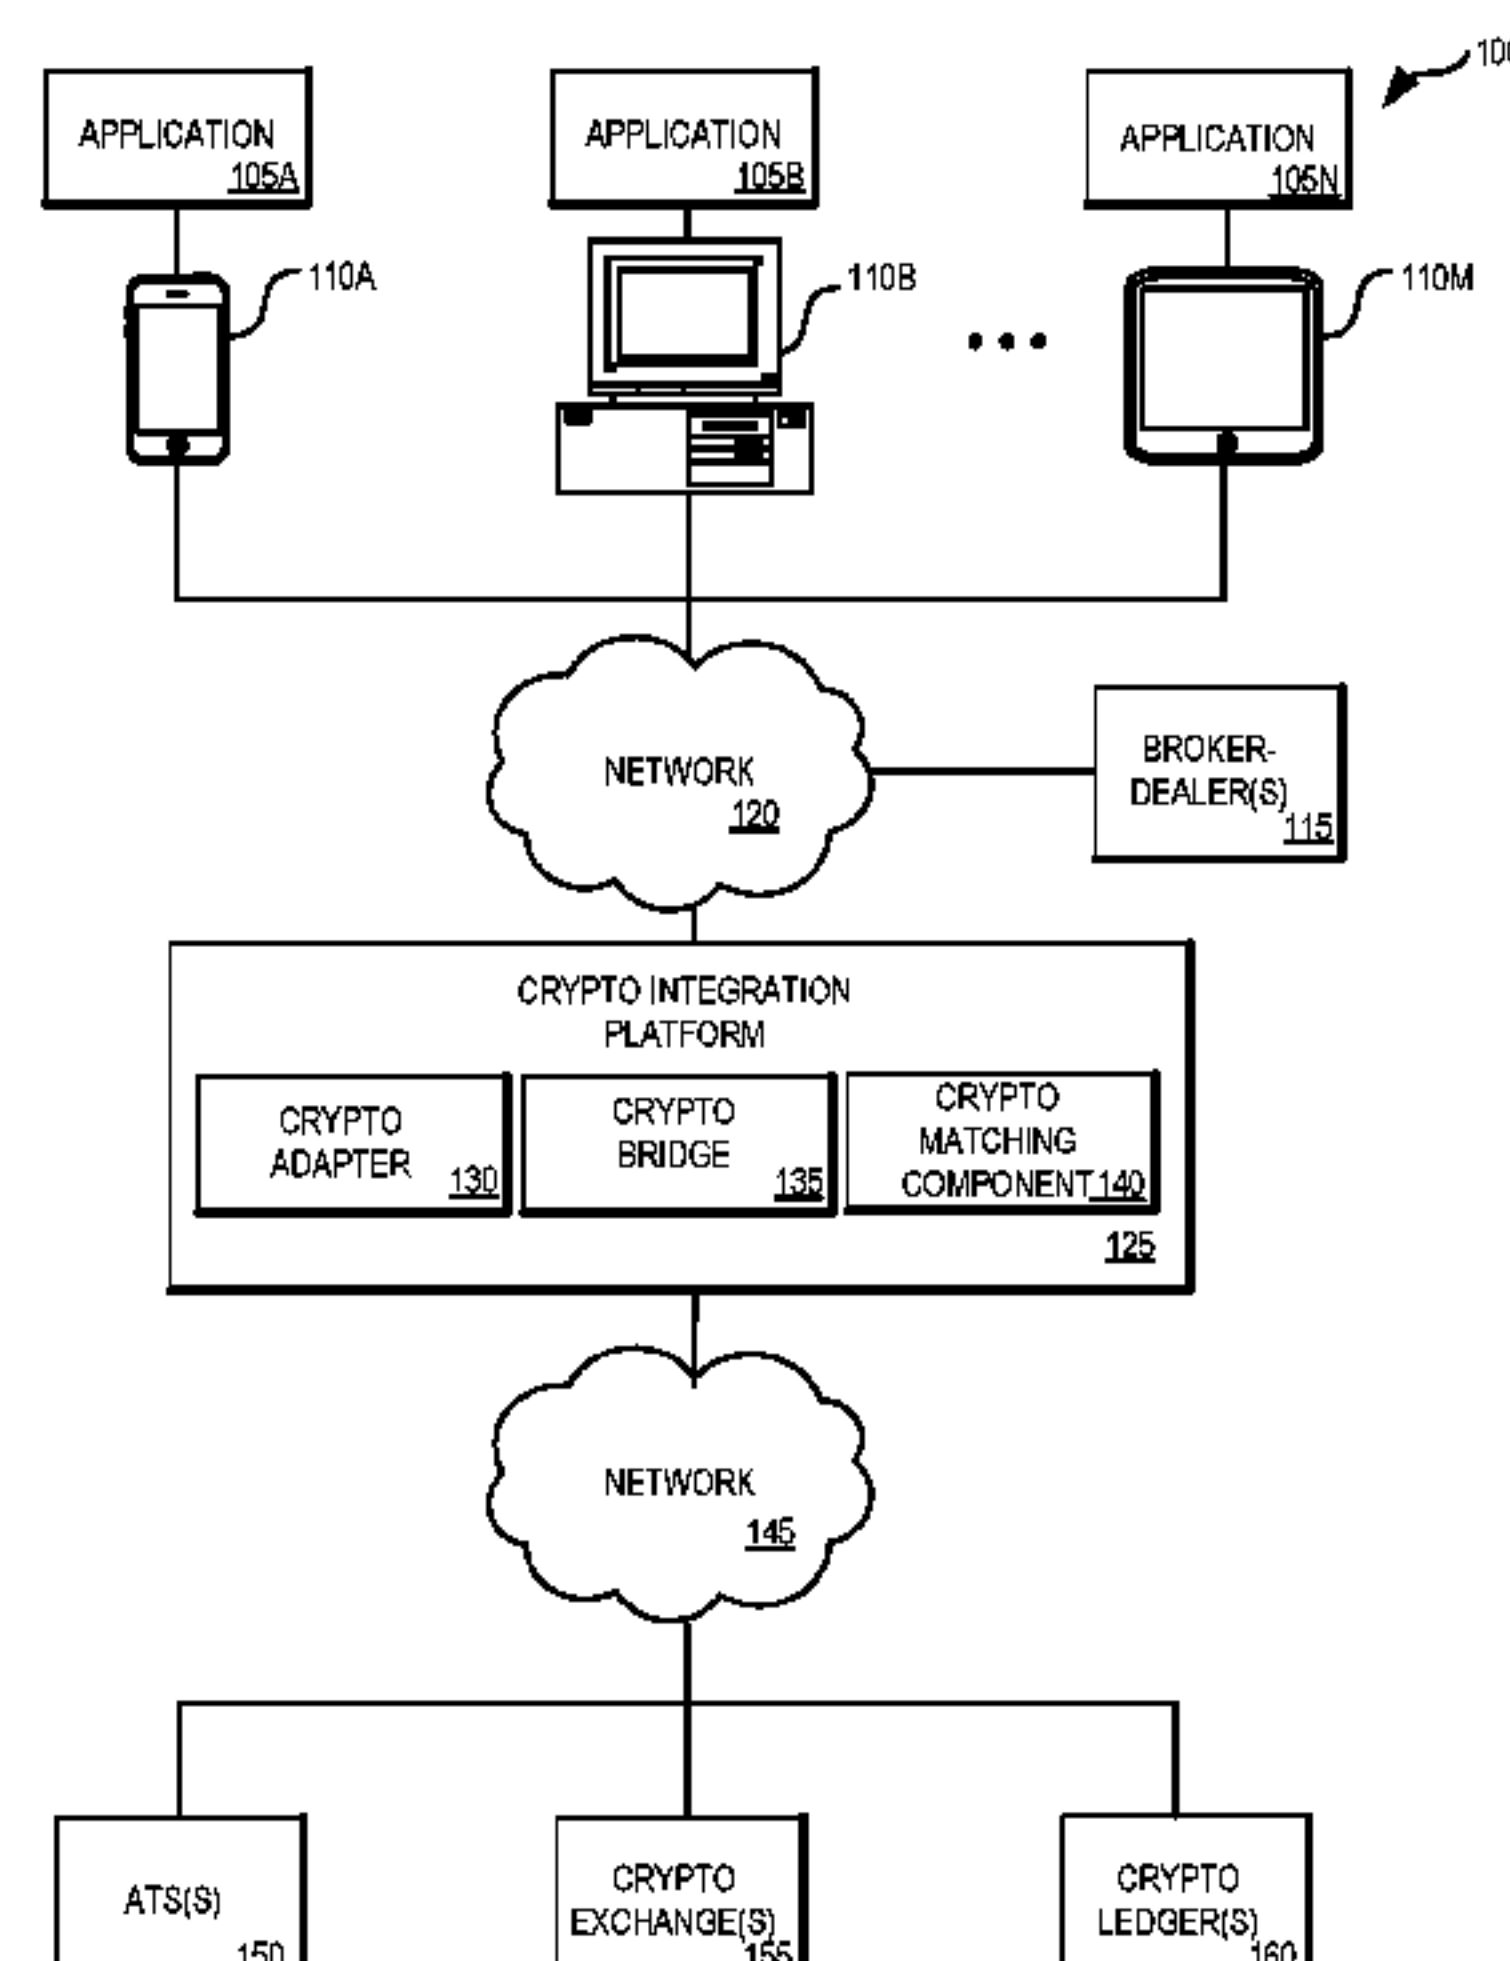 APPLICATION
105A
APPLICATION
105B
APPLICATION
105N
110A
110B
110M
NETWORK
120
BROKER-
DEALER(S)
115
CRYPTO INTEGRATION
PLATFORM
CRYPTO
ADAPTER
130
CRYPTO
BRIDGE
135
CRYPTO
MATCHING
COMPONENT 140
125
NETWORK
145
ATS(S)
150
CRYPTO
EXCHANGE(S)
155
CRYPTO
LEDGER(S)
160